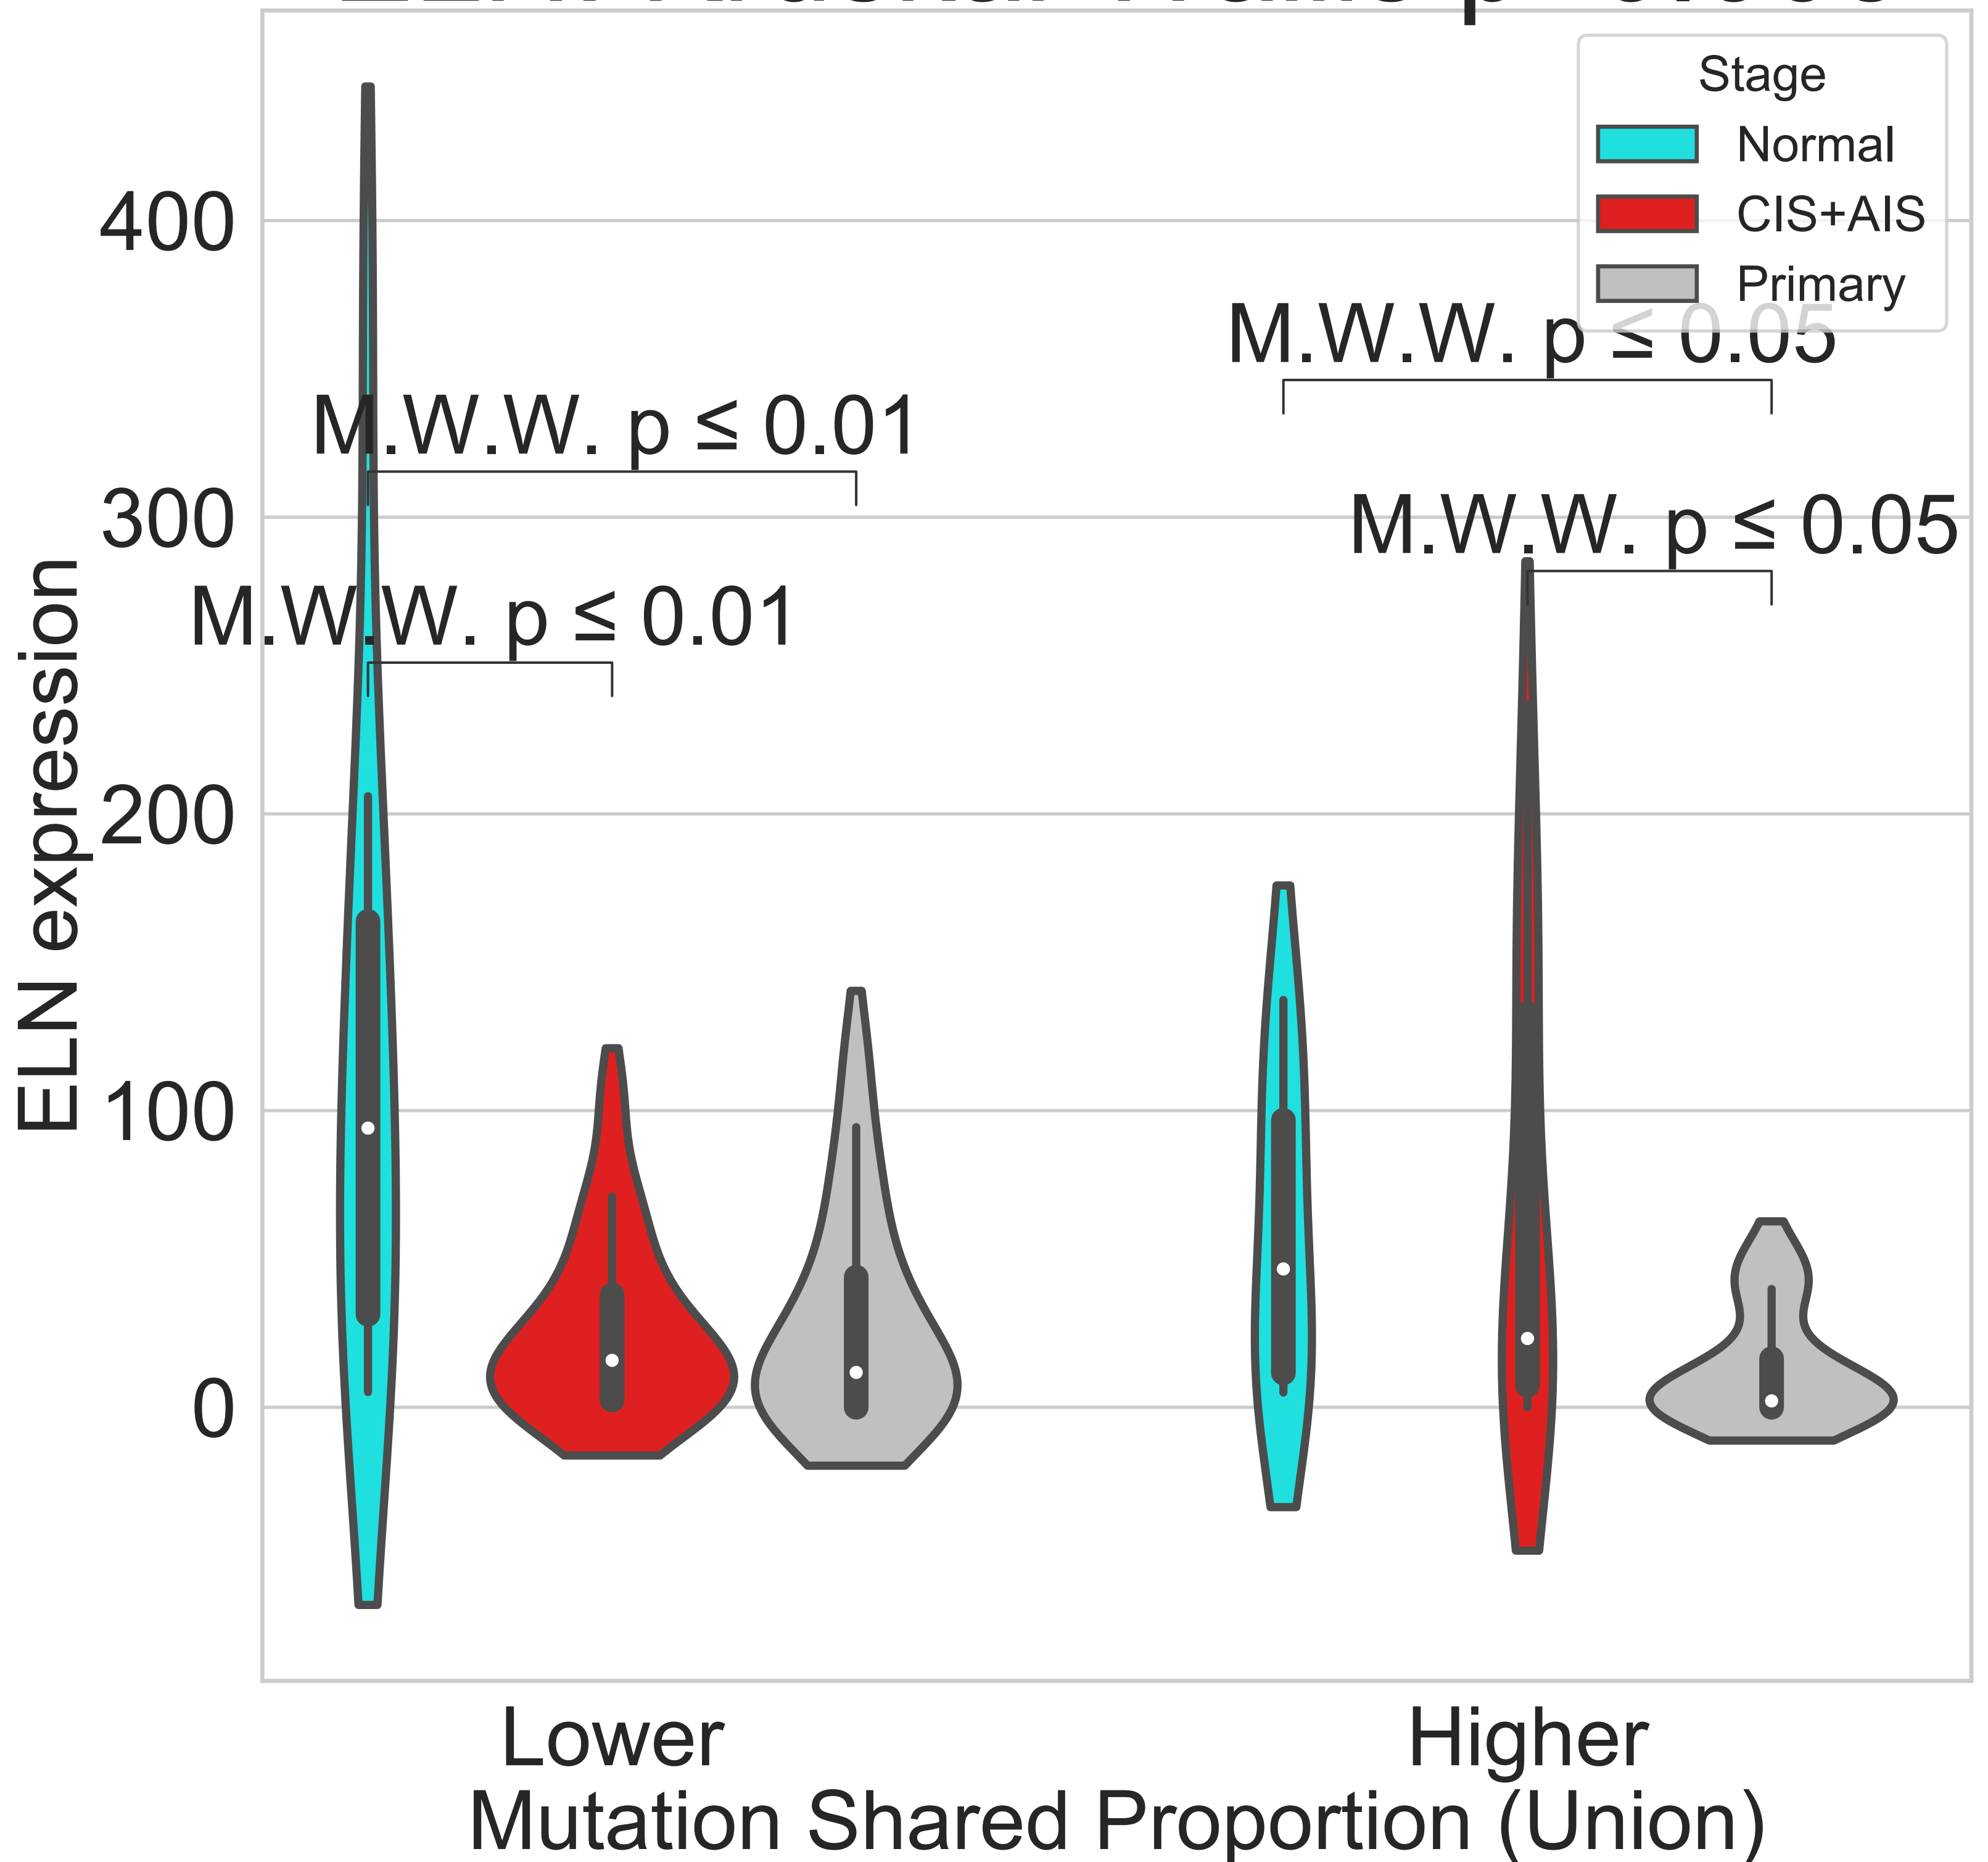 Stage
Normal
CIS+AIS
Primary
400
300
200
100
0
ELN expression
M.W.W. p ≤ 0.05
M.W.W. p ≤ 0.01
M.W.W. p ≤ 0.05
M.W.W. p ≤ 0.01
Lower
Higher
Mutation Shared Proportion (Union)